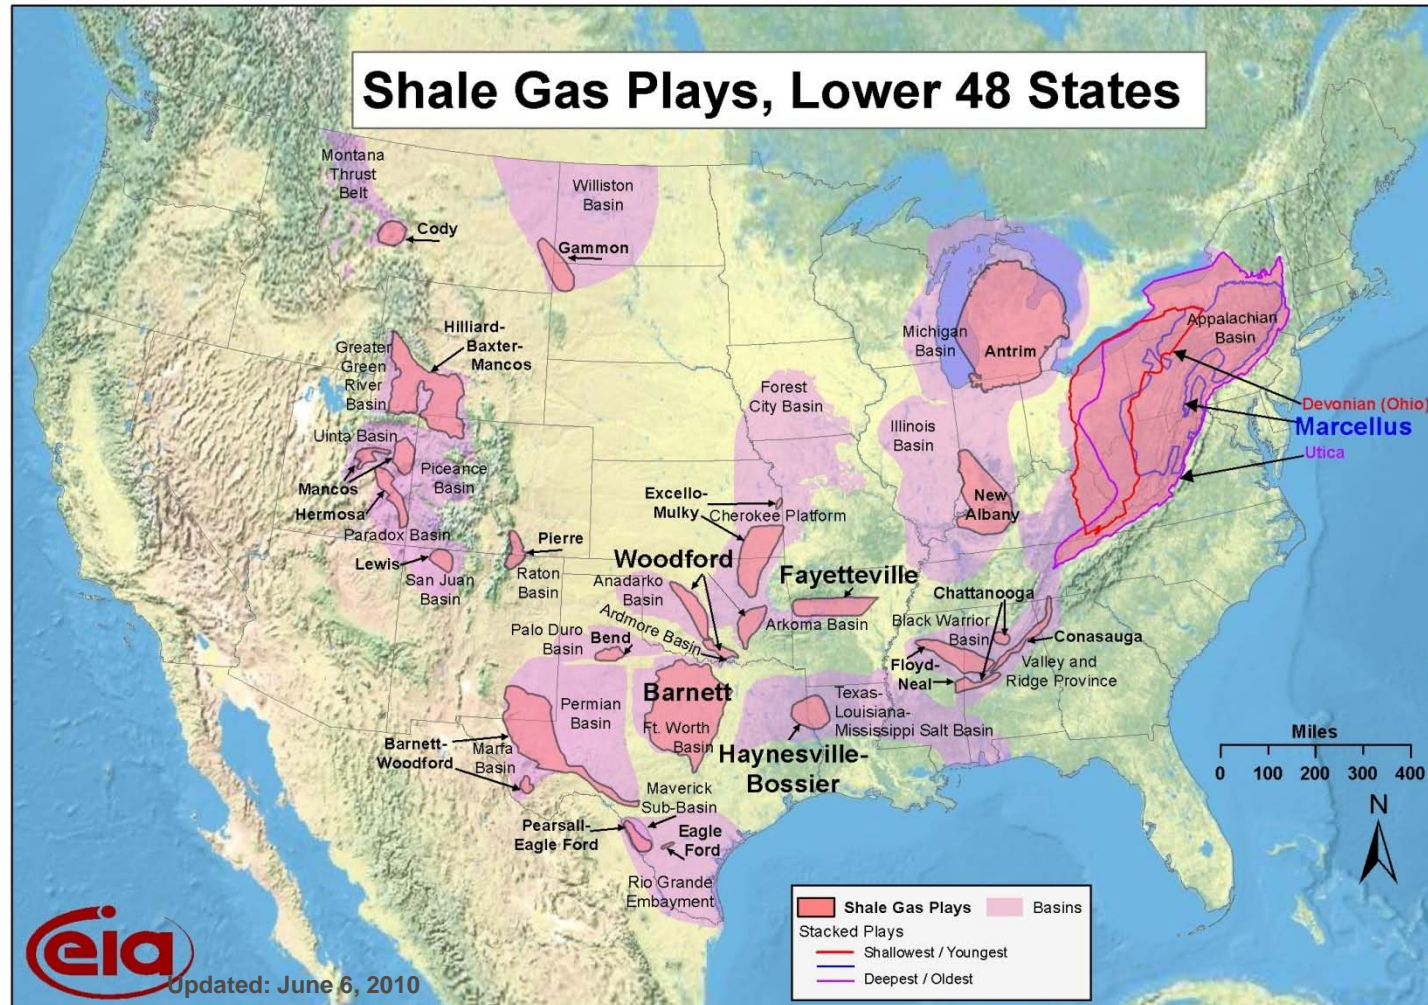 Shale Gas Plays, Lower 48 States
Montana
Thrust
Belt
Cody
Williston
Basin
Gammon
Hilliard-
Baxter-
Mancos
Greater
Green
River
Basin
Uinta Basin
Mancos
Piceance
Basin
Hermosa
Paradox Basin
Lewis
San Juan
Basin
Pierre
Raton
Basin
Forest
City Basin
Excello-
Mulky
Cherokee Platform
Woodford
Anadarko
Basin
Ardmore Basin
Arkoma Basin
Fayetteville
Palo Duro
Basin
Bend
Barnett
Ft. Worth
Basin
Permian
Basin
Barnett-
Woodford
Marfa
Basin
Maverick
Sub-Basin
Pearsall-
Eagle Ford
Eagle
Ford
Rio Grande
Embayment
Haynesville-
Bossier
Texas-
Louisiana-
Mississippi Salt Basin
Michigan
Basin
Antrim
Illinois
Basin
New
Albany
Appalachian
Basin
Devonian (Ohio)
Marcellus
Utica
Chattanooga
Black Warrior
Basin
Conasauga
Floyd-
Neal
Valley and
Ridge Province
Miles
0 100 200 300 400
N
Shale Gas Plays Basins
Stacked Plays
Shallowest / Youngest
Deepest / Oldest
eia
Updated: June 6, 2010